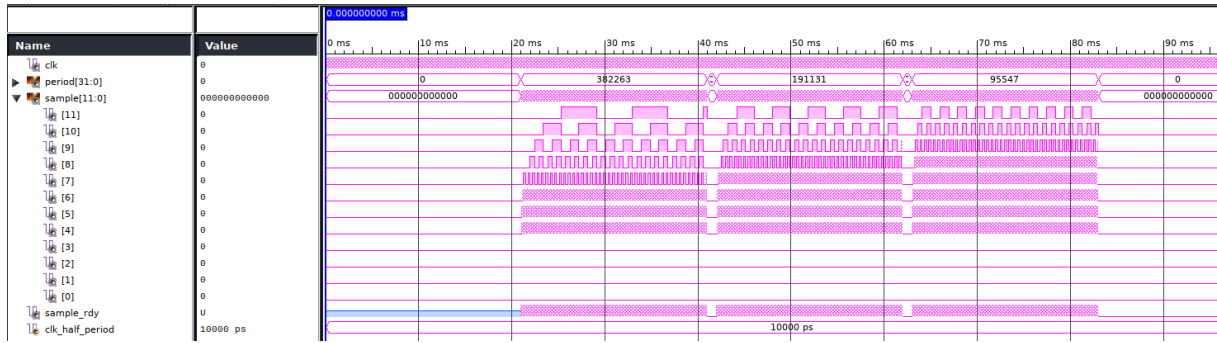 0.000000000 ms
Name Value 0 ms 10 ms 20 ms 30 ms 40 ms 50 ms 60 ms 70 ms 80 ms 90 ms
clk 0
period[31:0] 0 0 382263 191131 95547 0
sample[11:0] 000000000000 000000000000 000000000000
[11] 0
[10] 0
[9] 0
[8] 0
[7] 0
[6] 0
[5] 0
[4] 0
[3] 0
[2] 0
[1] 0
[0] 0
sample_rdy U
clk_half_period 10000 ps 10000 ps